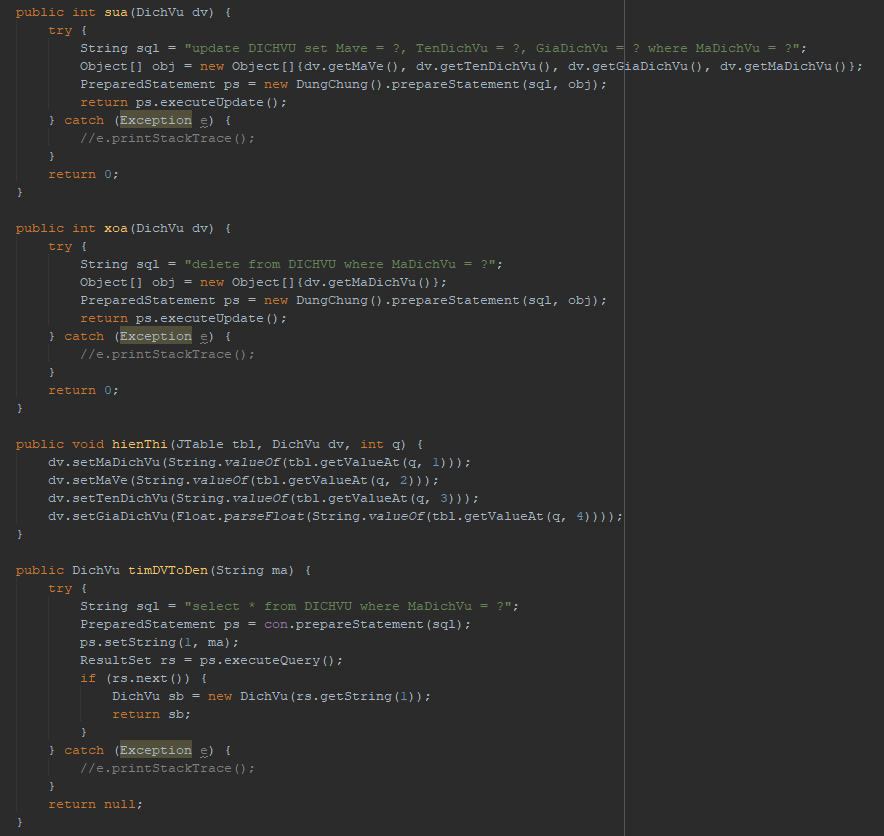 public int sua(DichVu dv) {
try {
String sql = "update DICHVU set Mave = ?, TenDichVu = ?, GiaDichVu = ? where MaDichVu = ?";
Object[] obj = new Object[]{dv.getMaVe(), dv.getTenDichVu(), dv.getGiaDichVu(), dv.getMaDichVu()};
PreparedStatement ps = new DungChung().prepareStatement(sql, obj);
return ps.executeUpdate();
} catch (Exception e) {
//e.printStackTrace();
}
return 0;
}
public int xoa(DichVu dv) {
try {
String sql = "delete from DICHVU where MaDichVu = ?";
Object[] obj = new Object[]{dv.getMaDichVu()};
PreparedStatement ps = new DungChung().prepareStatement(sql, obj);
return ps.executeUpdate();
} catch (Exception e) {
//e.printStackTrace();
}
return 0;
}
public void hienThi(JTable tbl, DichVu dv, int q) {
dv.setMaDichVu(String.valueOf(tbl.getValueAt(q, 1)));
dv.setMaVe(String.valueOf(tbl.getValueAt(q, 2)));
dv.setTenDichVu(String.valueOf(tbl.getValueAt(q, 3)));
dv.setGiaDichVu(Float.parseFloat(String.valueOf(tbl.getValueAt(q, 4))));
}
public DichVu timDVToDen(String ma) {
try {
String sql = "select * from DICHVU where MaDichVu = ?";
PreparedStatement ps = con.prepareStatement(sql);
ps.setString(1, ma);
ResultSet rs = ps.executeQuery();
if (rs.next()) {
DichVu sb = new DichVu(rs.getString(1));
return sb;
}
} catch (Exception e) {
//e.printStackTrace();
}
return null;
}